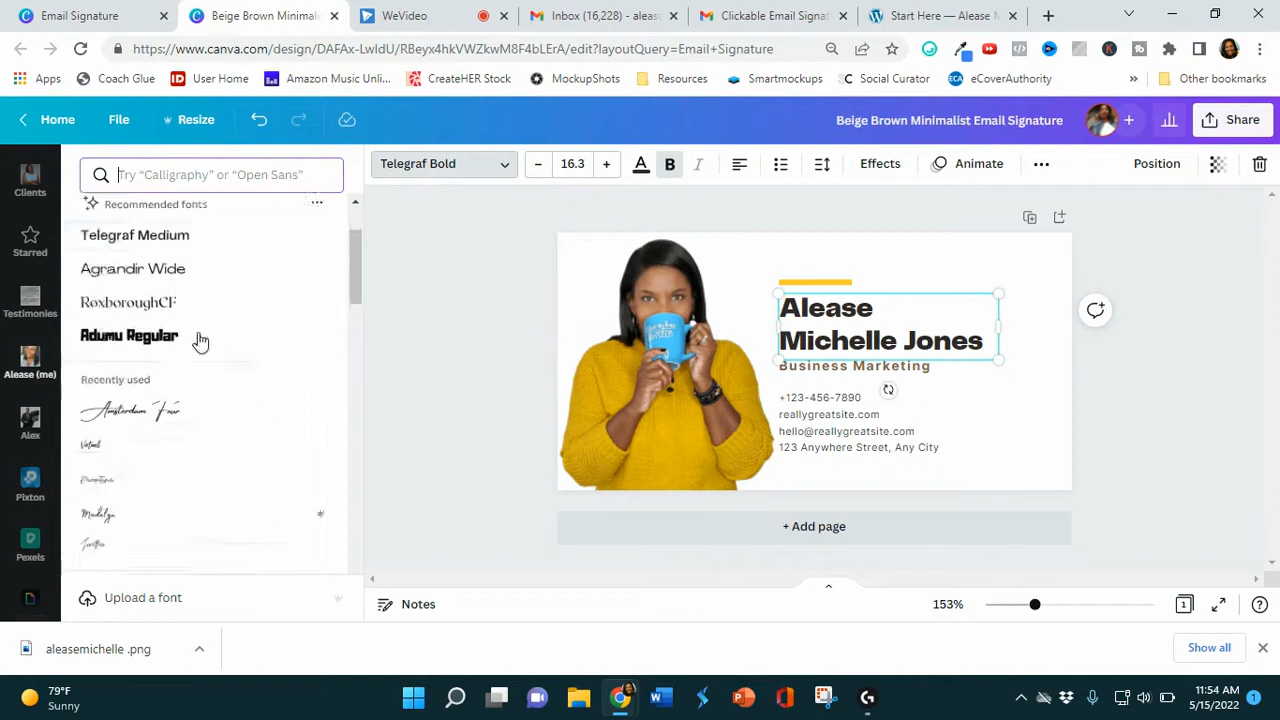 Email Signature
Beige Brown Minimalist
WeVideo
Inbox (16,228) - alease
Clickable Email Signat
Start Here — Alease M
https://www.canva.com/design/DAFAx-LwIdU/RBeyx4hkVWZkwM8F4bLErA/edit?layoutQuery=Email+Signature
Apps
Coach Glue
User Home
Amazon Music Unli...
CreateHER Stock
MockupShots
Resources
Smartmockups
Social Curator
eCoverAuthority
Other bookmarks
Home
File
Resize
Beige Brown Minimalist Email Signature
Share
Clients
Starred
Testimonies
Alease (me)
Alex
Pixton
Pexels
Try “Calligraphy” or “Open Sans”
Recommended fonts
Telegraf Medium
Agrandir Wide
RoxboroughCF
Adumu Regular
Recently used
Amsterdam Four
Madelyn
Upload a font
Telegraf Bold
16.3
A
B
I
Effects
Animate
Position
Alease
Michelle Jones
Business Marketing
+123-456-7890
reallygreatsite.com
hello@reallygreatsite.com
123 Anywhere Street, Any City
+ Add page
Notes
153%
1
aleasemichelle .png
Show all
79°F
Sunny
11:54 AM
5/15/2022
1